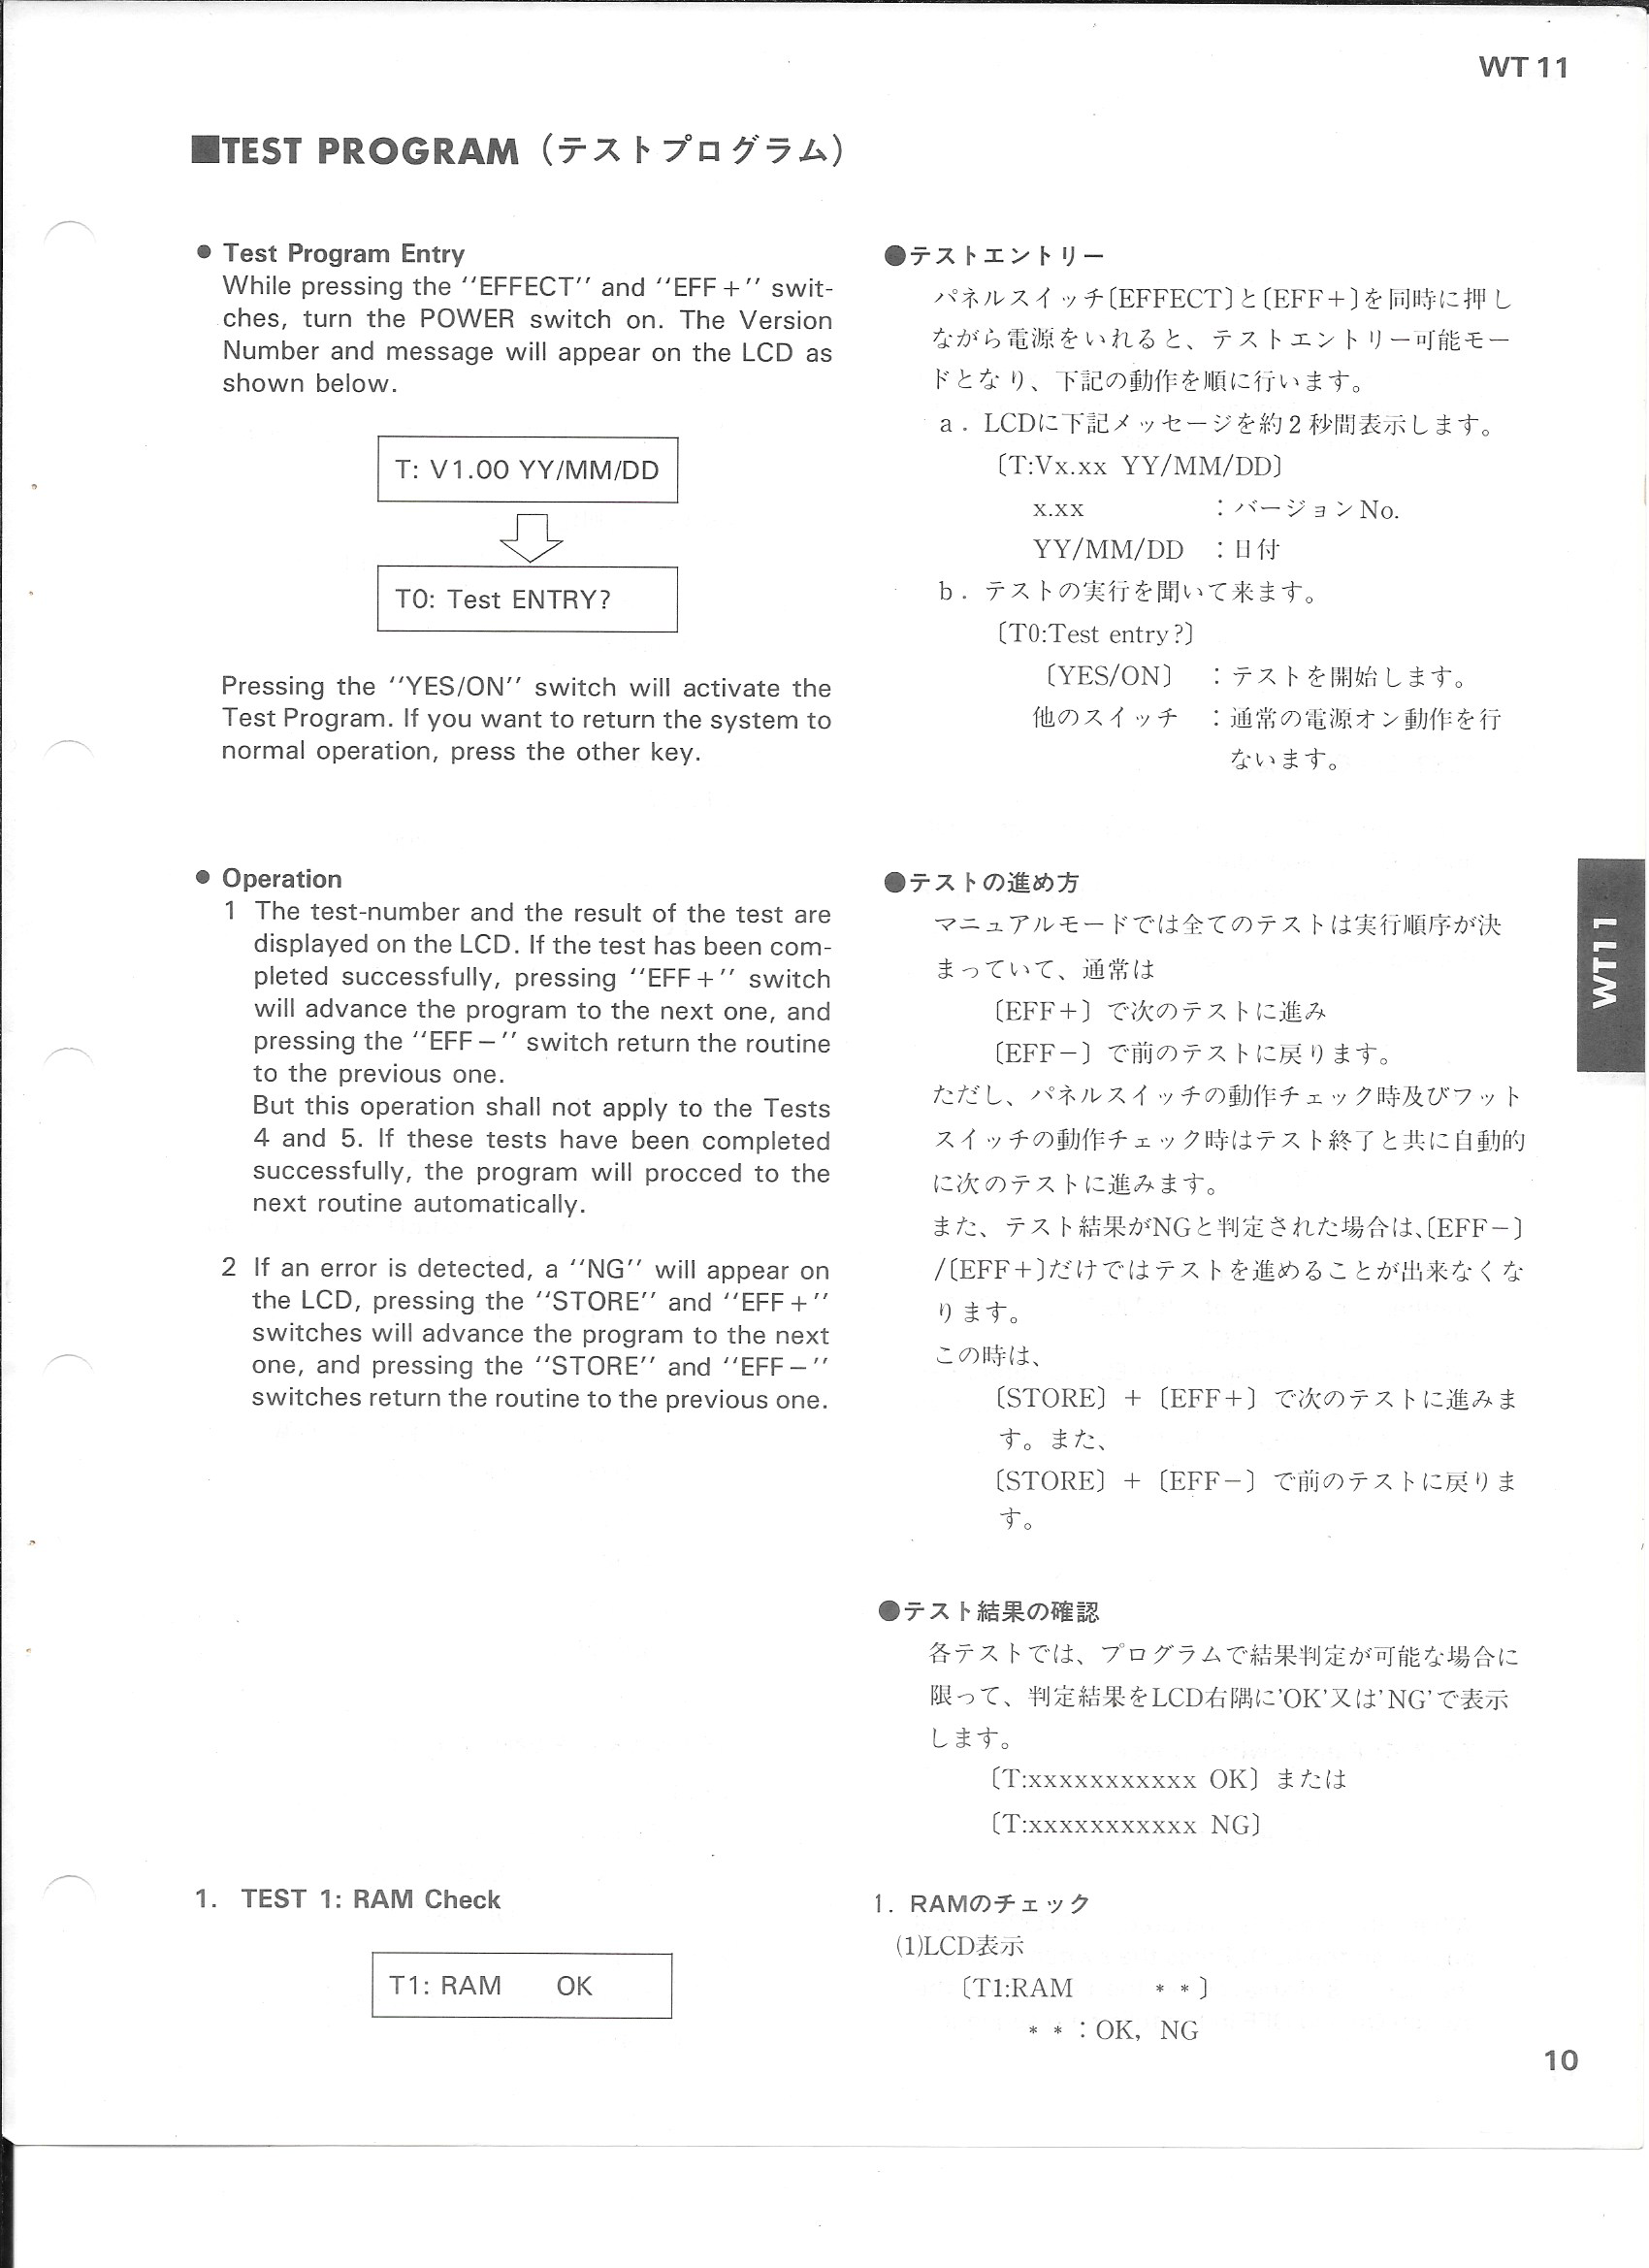 WT 11
■TEST PROGRAM (テストプログラム)
● Test Program Entry
While pressing the ''EFFECT'' and ''EFF+'' swit-
ches, turn the POWER switch on. The Version
Number and message will appear on the LCD as
shown below.
T: V1.00 YY/MM/DD
T0: Test ENTRY?
Pressing the ''YES/ON'' switch will activate the
Test Program. If you want to return the system to
normal operation, press the other key.
● Operation
1 The test-number and the result of the test are
displayed on the LCD. If the test has been com-
pleted successfully, pressing ''EFF+'' switch
will advance the program to the next one, and
pressing the ''EFF−'' switch return the routine
to the previous one.
But this operation shall not apply to the Tests
4 and 5. If these tests have been completed
successfully, the program will procced to the
next routine automatically.
2 If an error is detected, a ''NG'' will appear on
the LCD, pressing the ''STORE'' and ''EFF+''
switches will advance the program to the next
one, and pressing the ''STORE'' and ''EFF−''
switches return the routine to the previous one.
1. TEST 1: RAM Check
T1: RAM OK
●テストエントリー
パネルスイッチ〔EFFECT〕と〔EFF+〕を同時に押し
ながら電源をいれると、テストエントリー可能モー
ドとなり、下記の動作を順に行います。
a. LCDに下記メッセージを約2秒間表示します。
〔T:Vx.xx YY/MM/DD〕
x.xx :バージョンNo.
YY/MM/DD :日付
b. テストの実行を聞いて来ます。
〔T0:Test entry?〕
〔YES/ON〕 :テストを開始します。
他のスイッチ :通常の電源オン動作を行
ないます。
●テストの進め方
マニュアルモードでは全てのテストは実行順序が決
まっていて、通常は
〔EFF+〕で次のテストに進み
〔EFF−〕で前のテストに戻ります。
ただし、パネルスイッチの動作チェック時及びフット
スイッチの動作チェック時はテスト終了と共に自動的
に次のテストに進みます。
また、テスト結果がNGと判定された場合は、〔EFF−〕
/〔EFF+〕だけではテストを進めることが出来なくな
ります。
この時は、
〔STORE〕+〔EFF+〕で次のテストに進みま
す。また、
〔STORE〕+〔EFF−〕で前のテストに戻りま
す。
●テスト結果の確認
各テストでは、プログラムで結果判定が可能な場合に
限って、判定結果をLCD右隅に'OK'又は'NG'で表示
します。
〔T:xxxxxxxxxxx OK〕または
〔T:xxxxxxxxxxx NG〕
1. RAMのチェック
(1)LCD表示
〔T1:RAM * *〕
* * :OK, NG
WT11
10